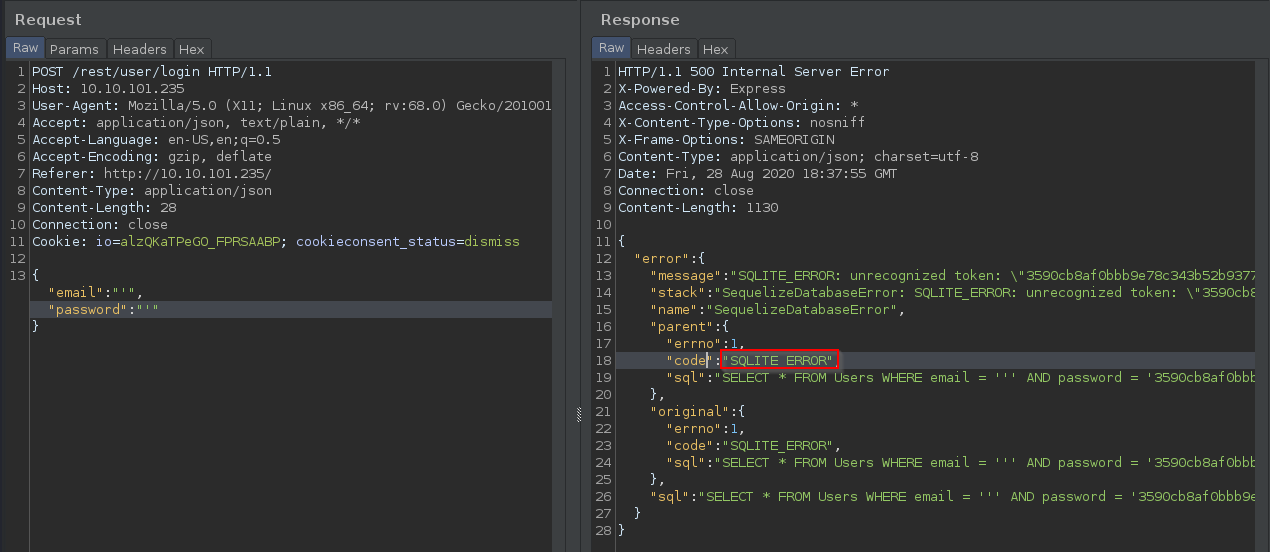 Request
Raw Params Headers Hex
1 POST /rest/user/login HTTP/1.1
2 Host: 10.10.101.235
3 User-Agent: Mozilla/5.0 (X11; Linux x86_64; rv:68.0) Gecko/201001
4 Accept: application/json, text/plain, */*
5 Accept-Language: en-US,en;q=0.5
6 Accept-Encoding: gzip, deflate
7 Referer: http://10.10.101.235/
8 Content-Type: application/json
9 Content-Length: 28
10 Connection: close
11 Cookie: io=alzQKaTPeGO_FPRSAABP; cookieconsent_status=dismiss
12
13 {
"email":"'",
"password":"'"
}
Response
Raw Headers Hex
1 HTTP/1.1 500 Internal Server Error
2 X-Powered-By: Express
3 Access-Control-Allow-Origin: *
4 X-Content-Type-Options: nosniff
5 X-Frame-Options: SAMEORIGIN
6 Content-Type: application/json; charset=utf-8
7 Date: Fri, 28 Aug 2020 18:37:55 GMT
8 Connection: close
9 Content-Length: 1130
10
11 {
12 "error":{
13 "message":"SQLITE_ERROR: unrecognized token: \"3590cb8af0bbb9e78c343b52b9377
14 "stack":"SequelizeDatabaseError: SQLITE_ERROR: unrecognized token: \"3590cb8
15 "name":"SequelizeDatabaseError",
16 "parent":{
17 "errno":1,
18 "code":"SQLITE_ERROR",
19 "sql":"SELECT * FROM Users WHERE email = ''' AND password = '3590cb8af0bbb
20 },
21 "original":{
22 "errno":1,
23 "code":"SQLITE_ERROR",
24 "sql":"SELECT * FROM Users WHERE email = ''' AND password = '3590cb8af0bbb
25 },
26 "sql":"SELECT * FROM Users WHERE email = ''' AND password = '3590cb8af0bbb9e
27 }
28 }